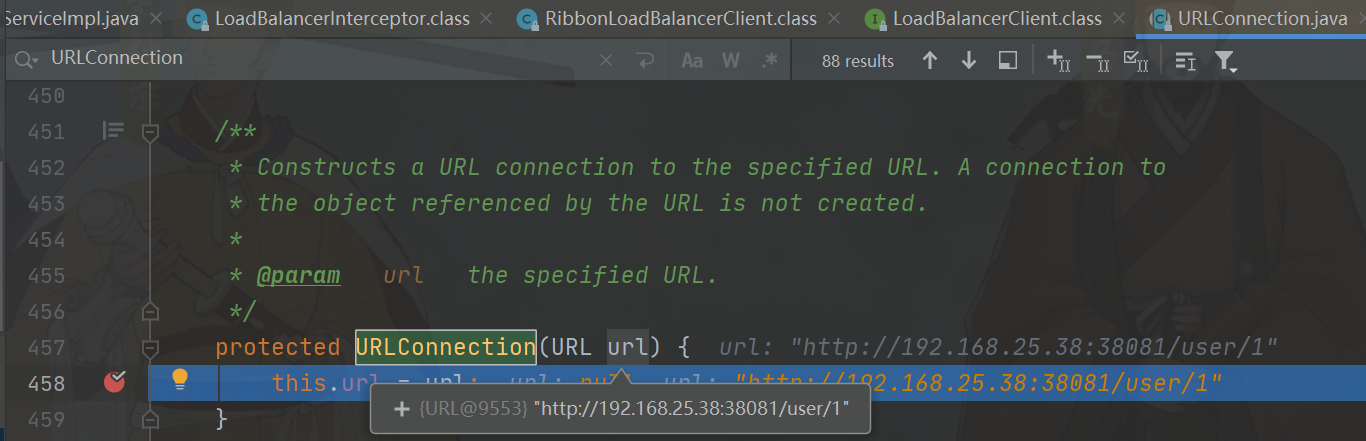 ServiceImpl.java LoadBalancerInterceptor.class RibbonLoadBalancerClient.class LoadBalancerClient.class URLConnection.java
URLConnection Aa W .* 88 results
450
451 /**
452 * Constructs a URL connection to the specified URL. A connection to
453 * the object referenced by the URL is not created.
454 *
455 * @param url the specified URL.
456 */
457 protected URLConnection(URL url) { url: "http://192.168.25.38:38081/user/1"
458 this.url = url; url: null url: "http://192.168.25.38:38081/user/1"
+ {URL@9553} "http://192.168.25.38:38081/user/1"
459 }